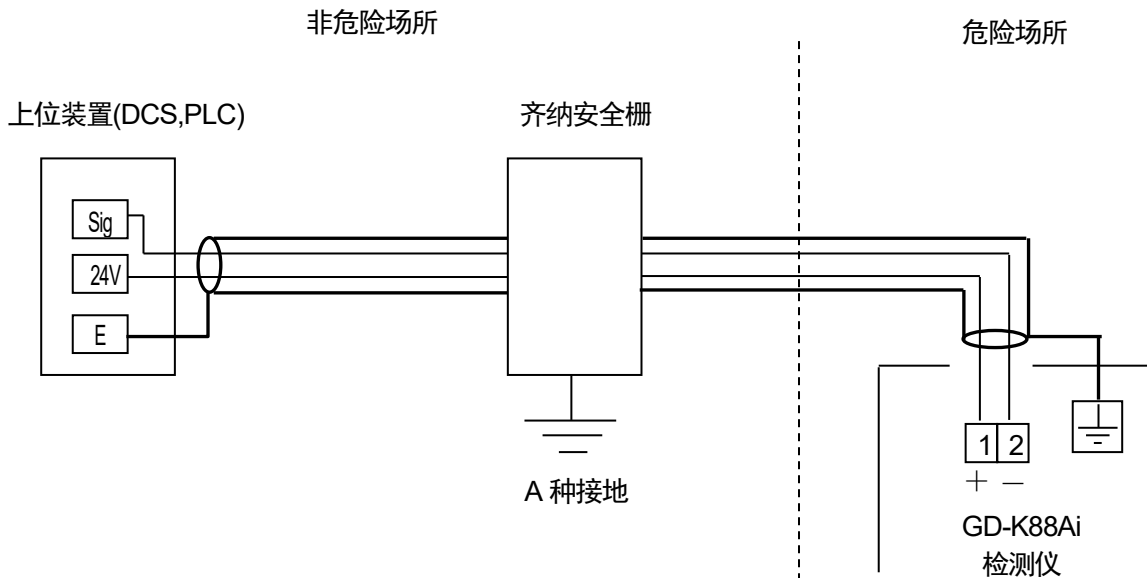 非危险场所
危险场所
上位装置(DCS,PLC)
齐纳安全栅
Sig
24V
E
A 种接地
1 2
+ −
GD-K88Ai
检测仪